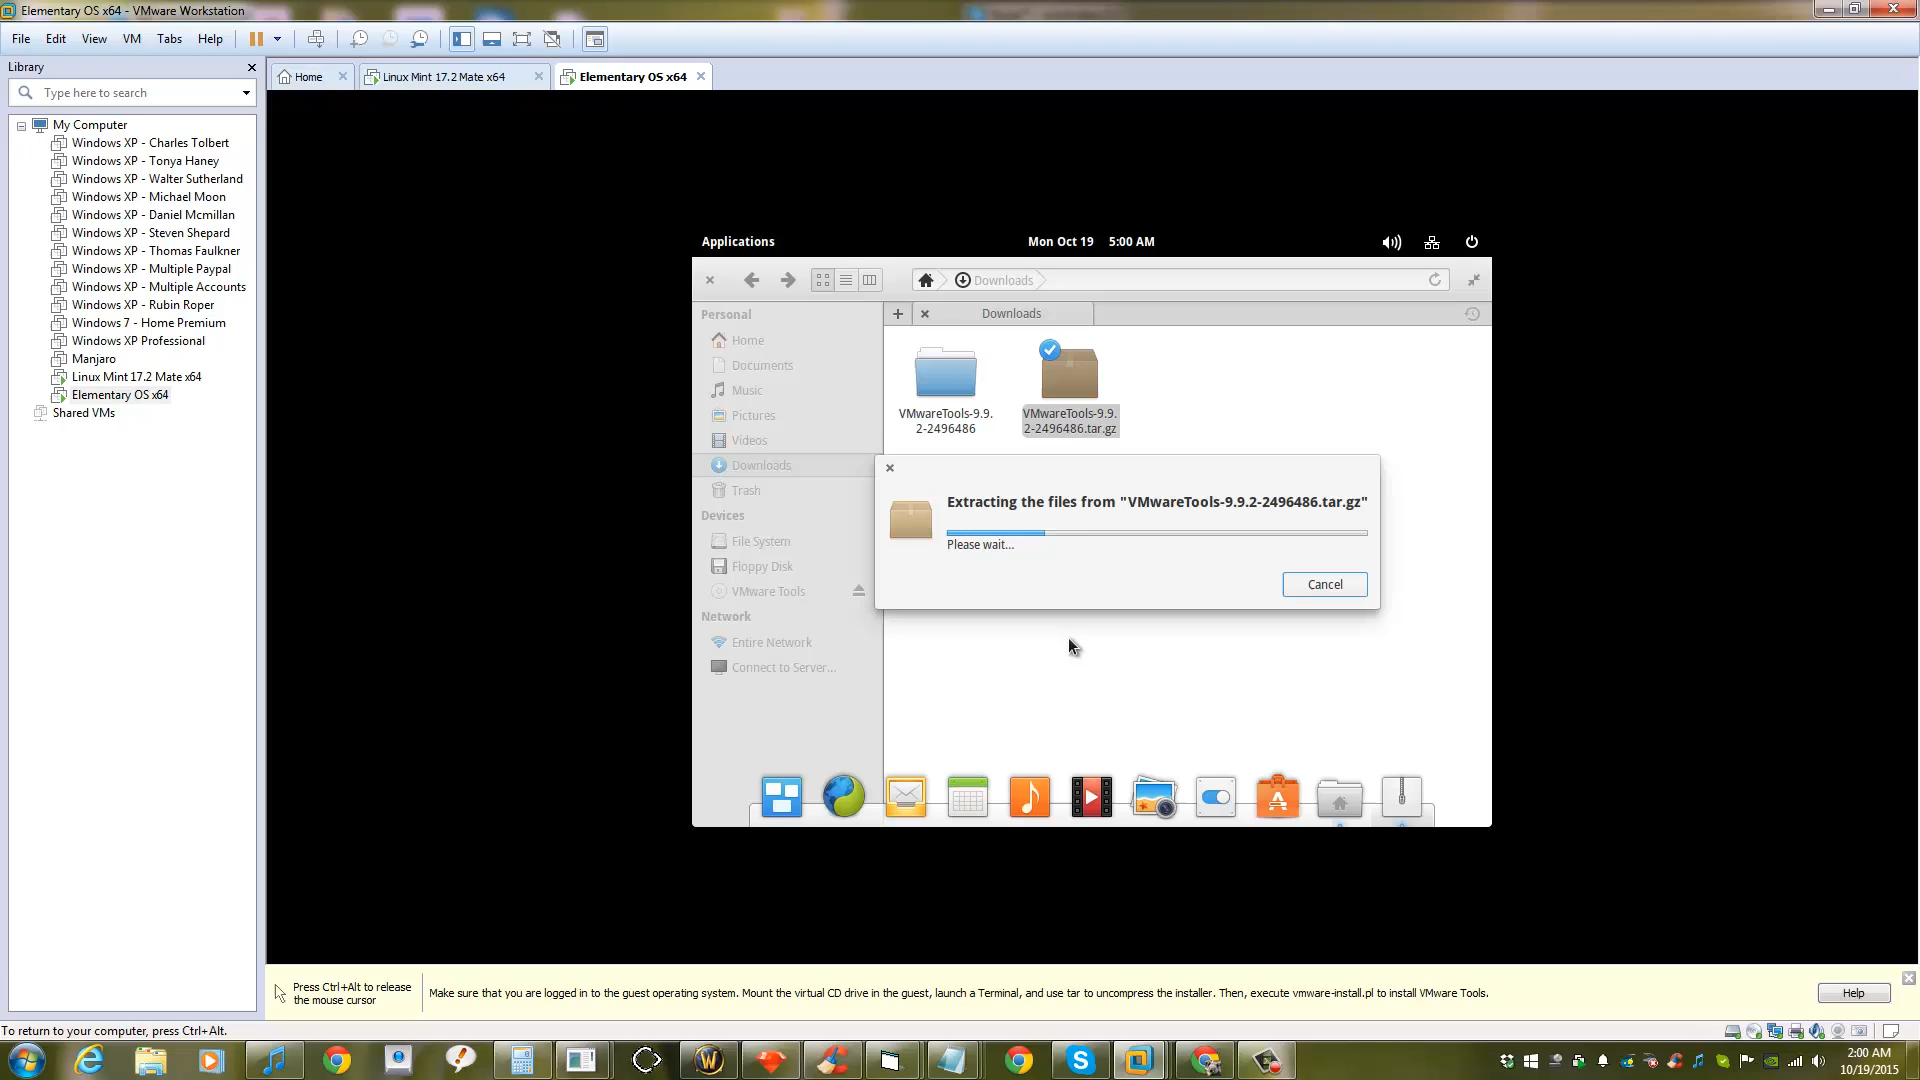 Elementary OS x64 - VMware Workstation
File Edit View VM Tabs Help
Library
Type here to search
My Computer
Windows XP - Charles Tolbert
Windows XP - Tonya Haney
Windows XP - Walter Sutherland
Windows XP - Michael Moon
Windows XP - Daniel Mcmillan
Windows XP - Steven Shepard
Windows XP - Thomas Faulkner
Windows XP - Multiple Paypal
Windows XP - Multiple Accounts
Windows XP - Rubin Roper
Windows 7 - Home Premium
Windows XP Professional
Manjaro
Linux Mint 17.2 Mate x64
Elementary OS x64
Shared VMs
Home
Linux Mint 17.2 Mate x64
Elementary OS x64
Applications
Mon Oct 19 5:00 AM
Downloads
Downloads
Personal
Home
Documents
Music
Pictures
Videos
Downloads
Trash
Devices
File System
Floppy Disk
VMware Tools
Network
Entire Network
Connect to Server...
VMwareTools-9.9.
2-2496486
VMwareTools-9.9.
2-2496486.tar.gz
Extracting the files from "VMwareTools-9.9.2-2496486.tar.gz"
Please wait...
Cancel
Press Ctrl+Alt to release
the mouse cursor
Make sure that you are logged in to the guest operating system. Mount the virtual CD drive in the guest, launch a Terminal, and use tar to uncompress the installer. Then, execute vmware-install.pl to install VMware Tools.
Help
To return to your computer, press Ctrl+Alt.
2:00 AM
10/19/2015